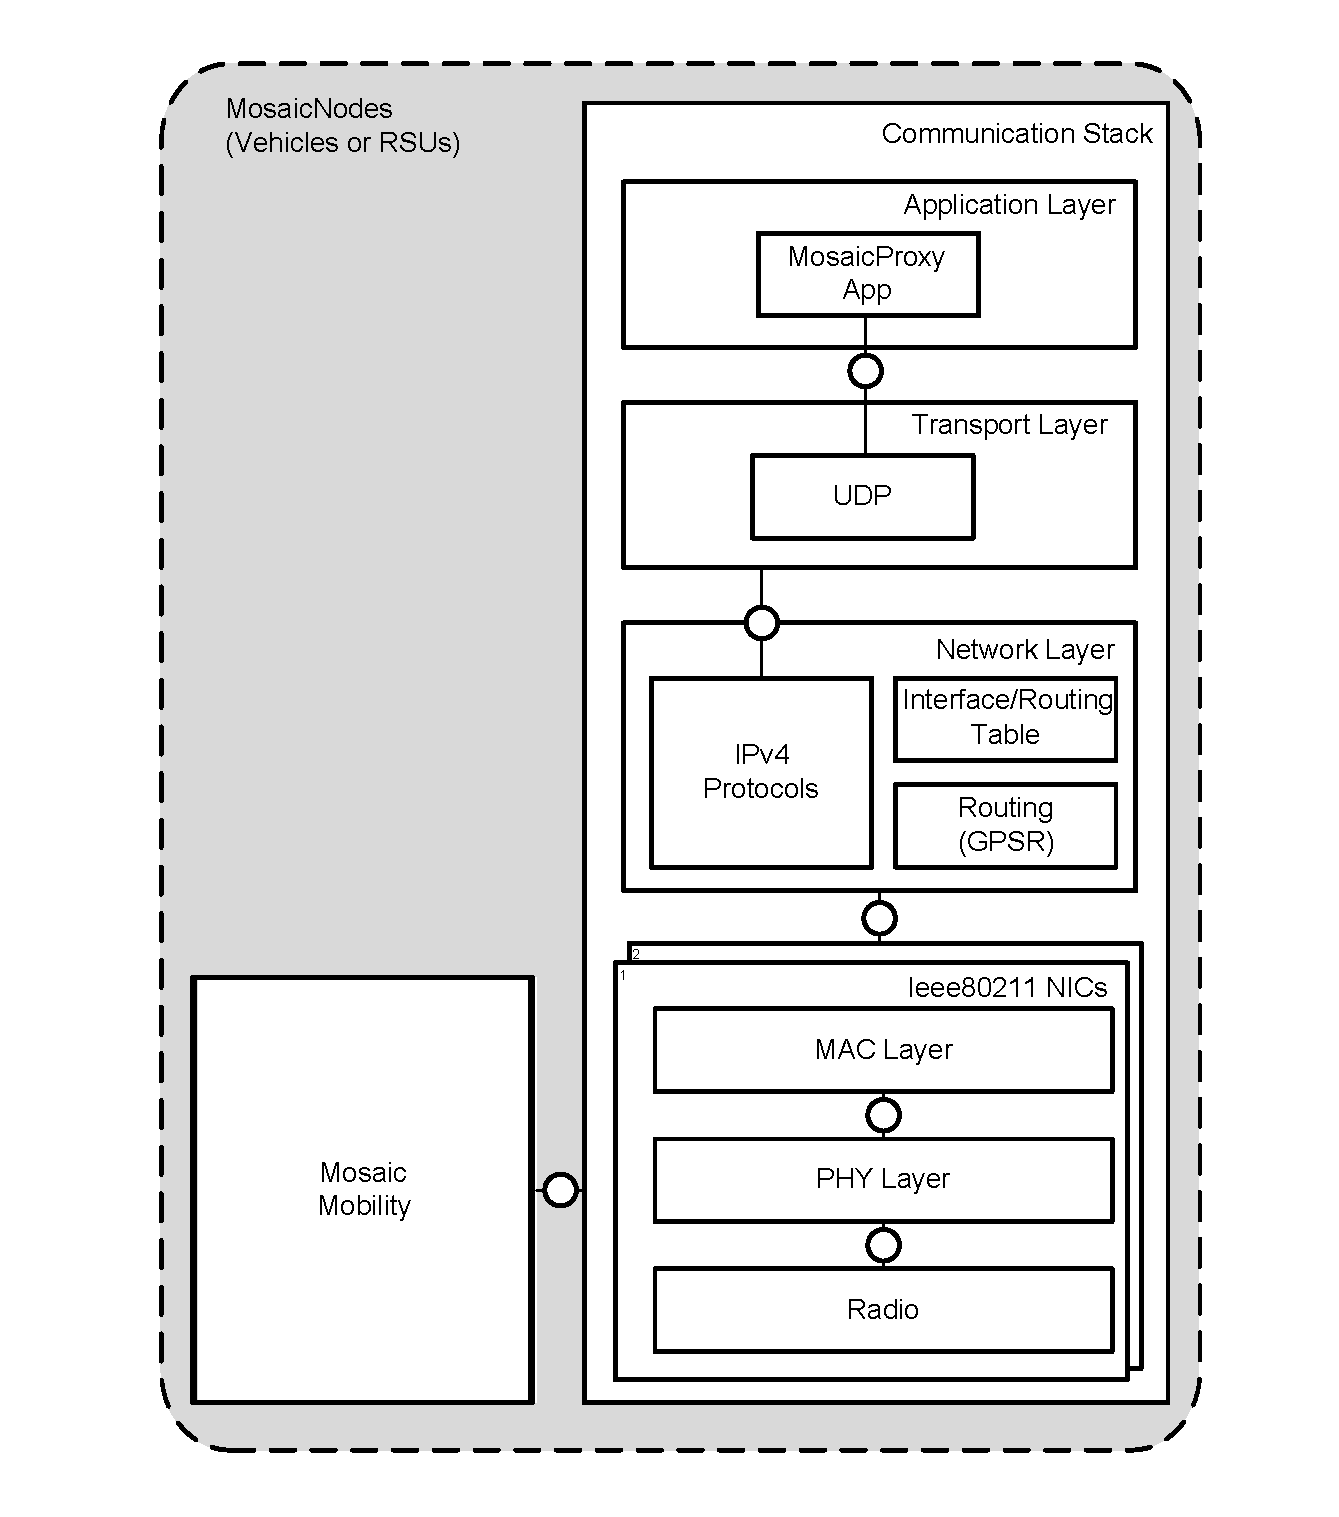 MosaicNodes
(Vehicles or RSUs)
Communication Stack
Application Layer
MosaicProxy
App
Transport Layer
UDP
Network Layer
IPv4
Protocols
Interface/Routing
Table
Routing
(GPSR)
2
1
Ieee80211 NICs
MAC Layer
PHY Layer
Radio
Mosaic
Mobility